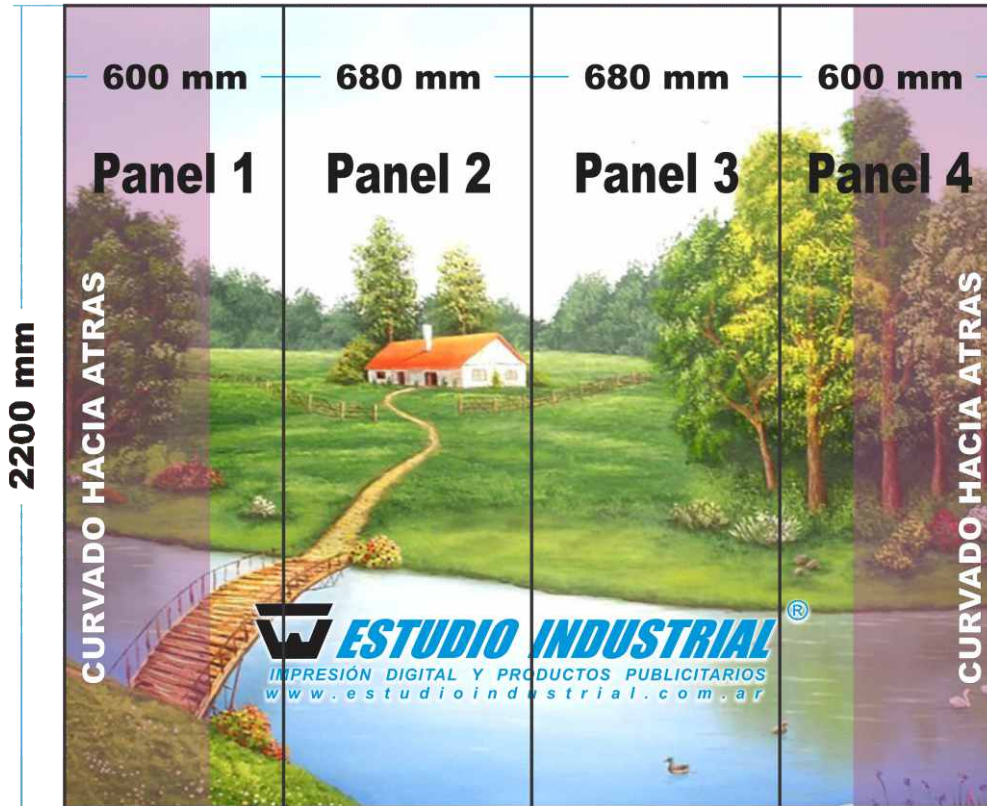 600 mm
680 mm
680 mm
600 mm
Panel 1
Panel 2
Panel 3
Panel 4
2200 mm
CURVADO HACIA ATRAS
CURVADO HACIA ATRAS
W ESTUDIO INDUSTRIAL ®
IMPRESIÓN DIGITAL Y PRODUCTOS PUBLICITARIOS
www.estudioindustrial.com.ar